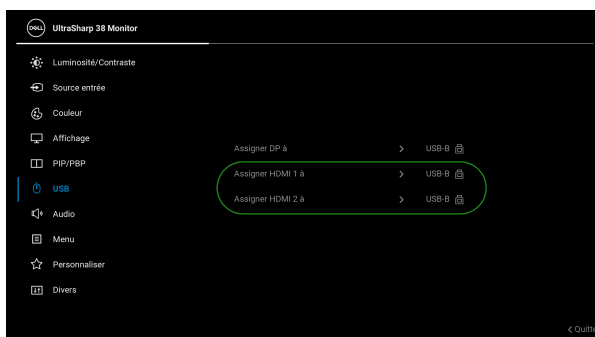 DELL UltraSharp 38 Monitor
Luminosité/Contraste
Source entrée
Couleur
Affichage
PIP/PBP
USB
Audio
Menu
Personnaliser
Divers
Assigner DP à > USB-B
Assigner HDMI 1 à > USB-B
Assigner HDMI 2 à > USB-B
< Quitte